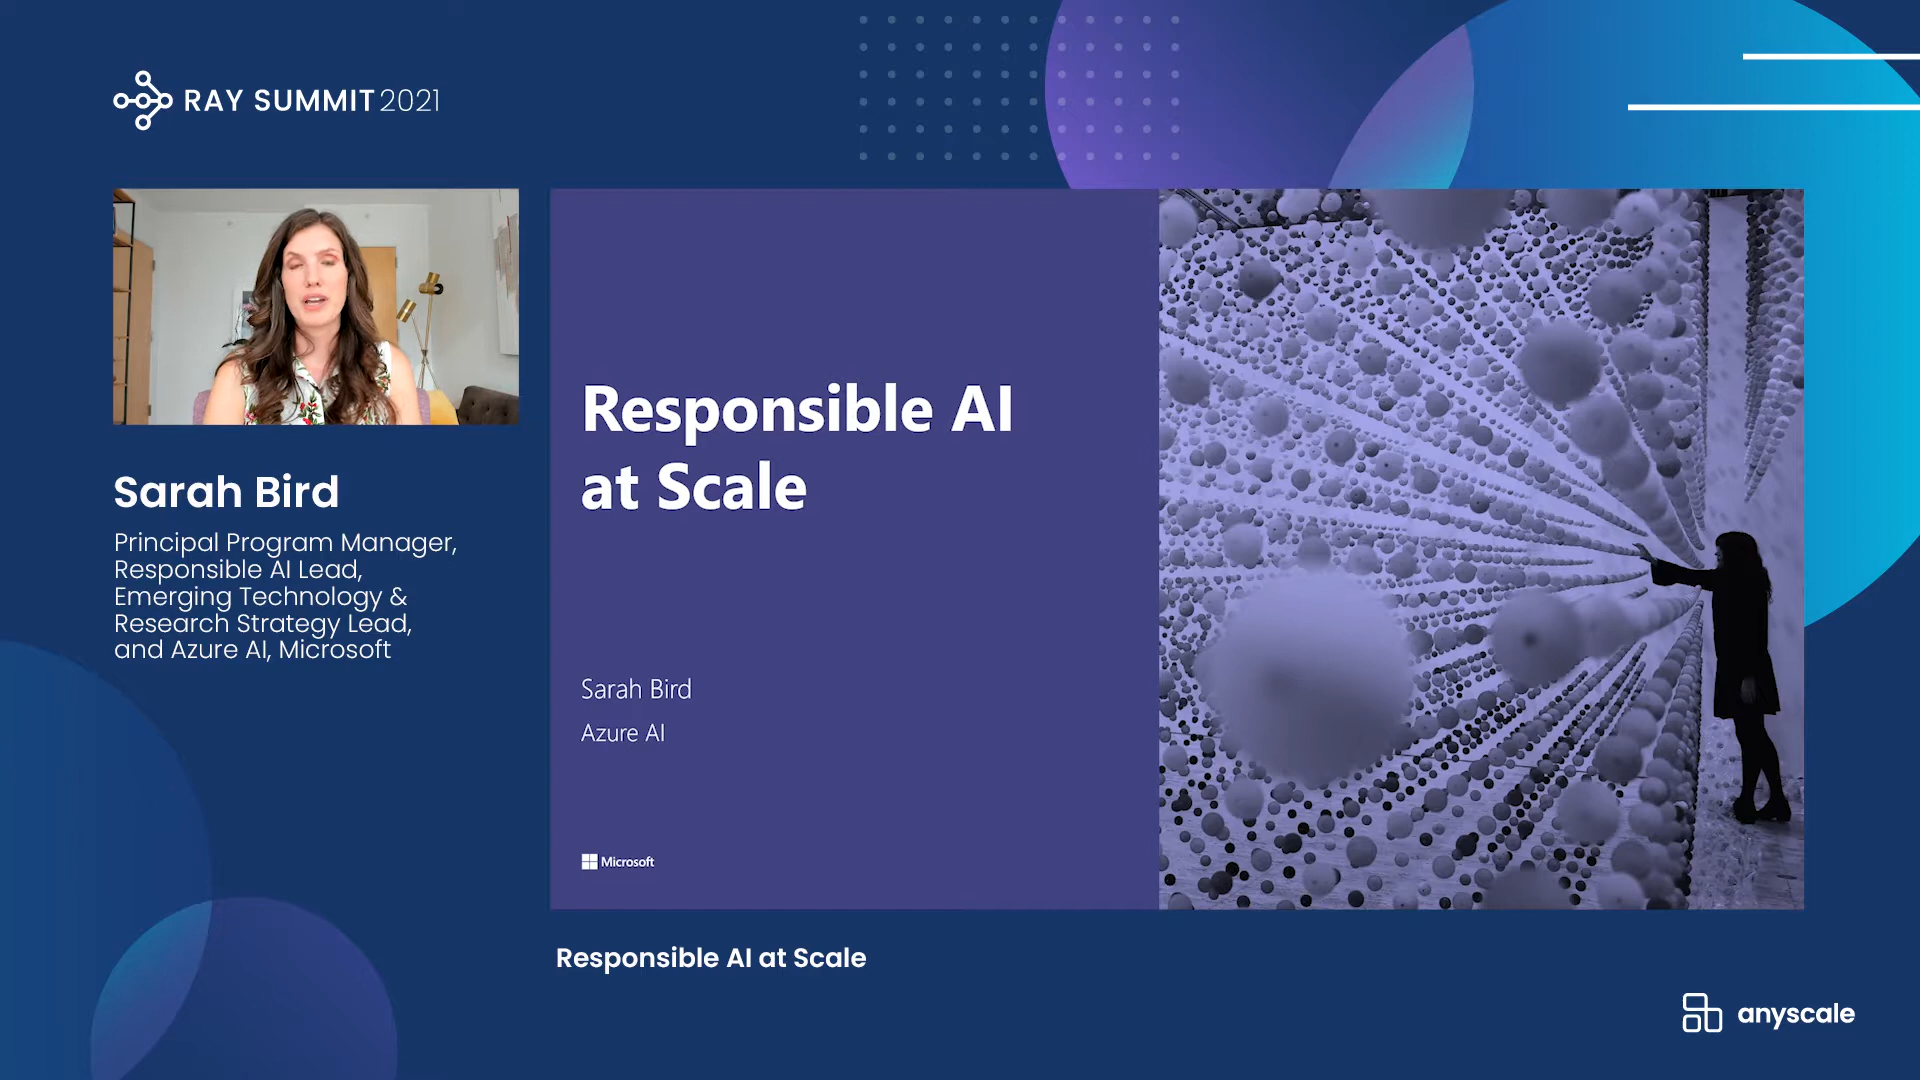 RAY SUMMIT 2021
Sarah Bird
Principal Program Manager,
Responsible AI Lead,
Emerging Technology &
Research Strategy Lead,
and Azure AI, Microsoft
Responsible AI
at Scale
Sarah Bird
Azure AI
Microsoft
Responsible AI at Scale
anyscale